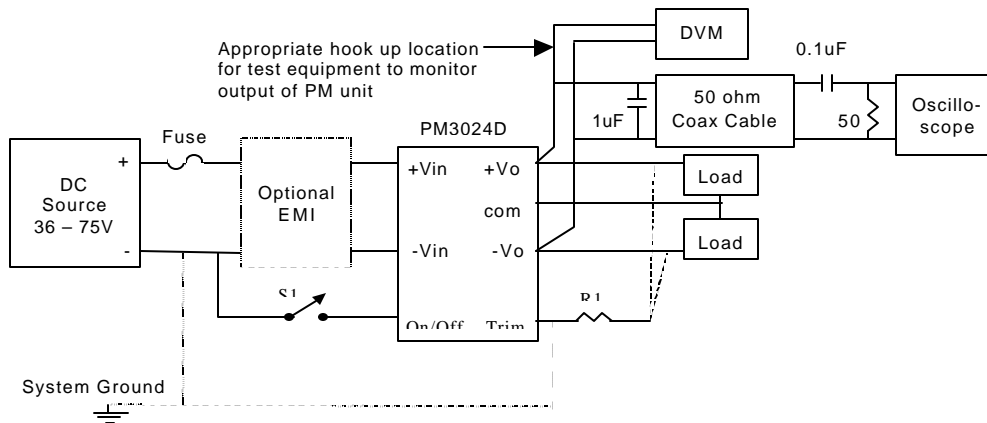 Appropriate hook up location
for test equipment to monitor
output of PM unit
DVM
0.1uF
1uF
50 ohm
Coax Cable
50
Oscillo-
scope
Fuse
PM3024D
DC
Source
36 – 75V
+
-
Optional
EMI
+Vin
+Vo
com
-Vin
-Vo
Load
Load
S1
R1
On/Off
Trim
System Ground